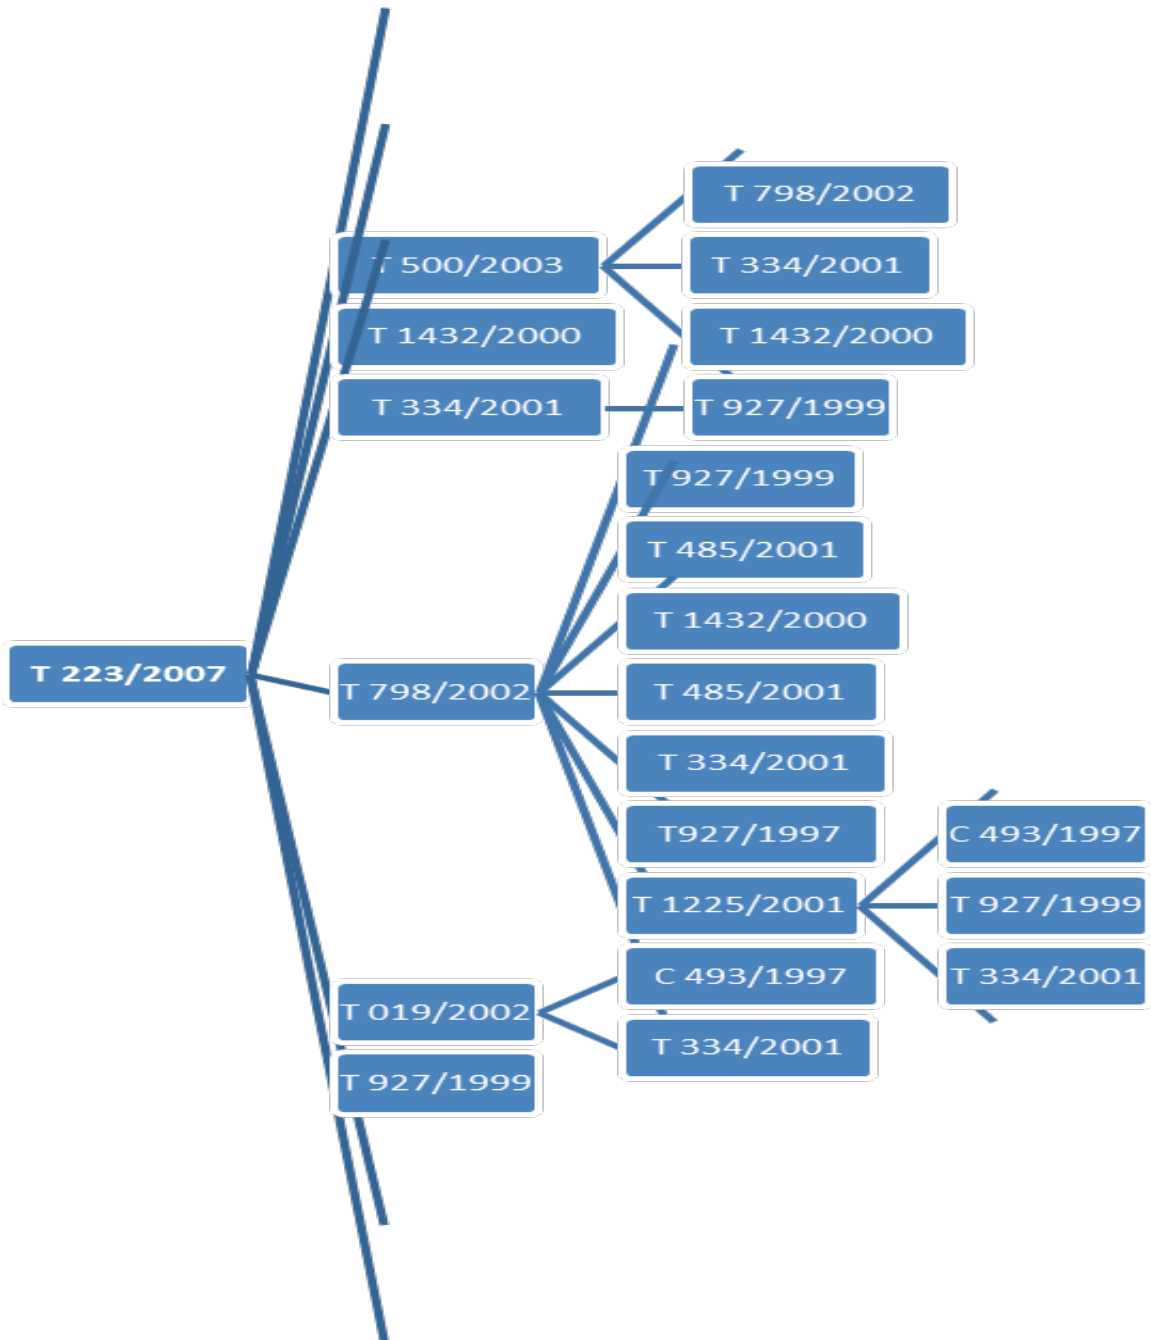 T 223/2007
T 500/2003
T 798/2002
T 334/2001
T 1432/2000
T 1432/2000
T 334/2001
T 927/1999
T 798/2002
T 927/1999
T 485/2001
T 1432/2000
T 485/2001
T 334/2001
T927/1997
T 1225/2001
C 493/1997
T 927/1999
T 334/2001
T 019/2002
C 493/1997
T 334/2001
T 927/1999